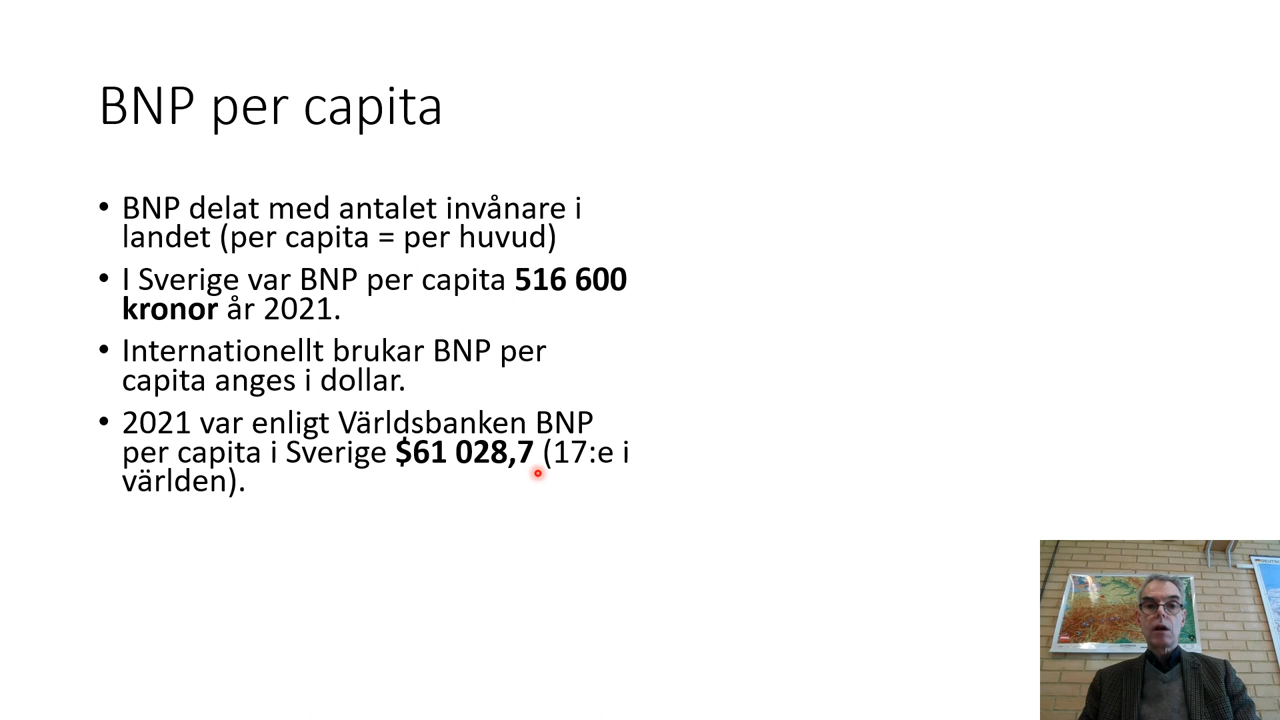 BNP per capita
• BNP delat med antalet invånare i
landet (per capita = per huvud)
• I Sverige var BNP per capita 516 600
kronor år 2021.
• Internationellt brukar BNP per
capita anges i dollar.
• 2021 var enligt Världsbanken BNP
per capita i Sverige $61 028,7 (17:e i
världen).